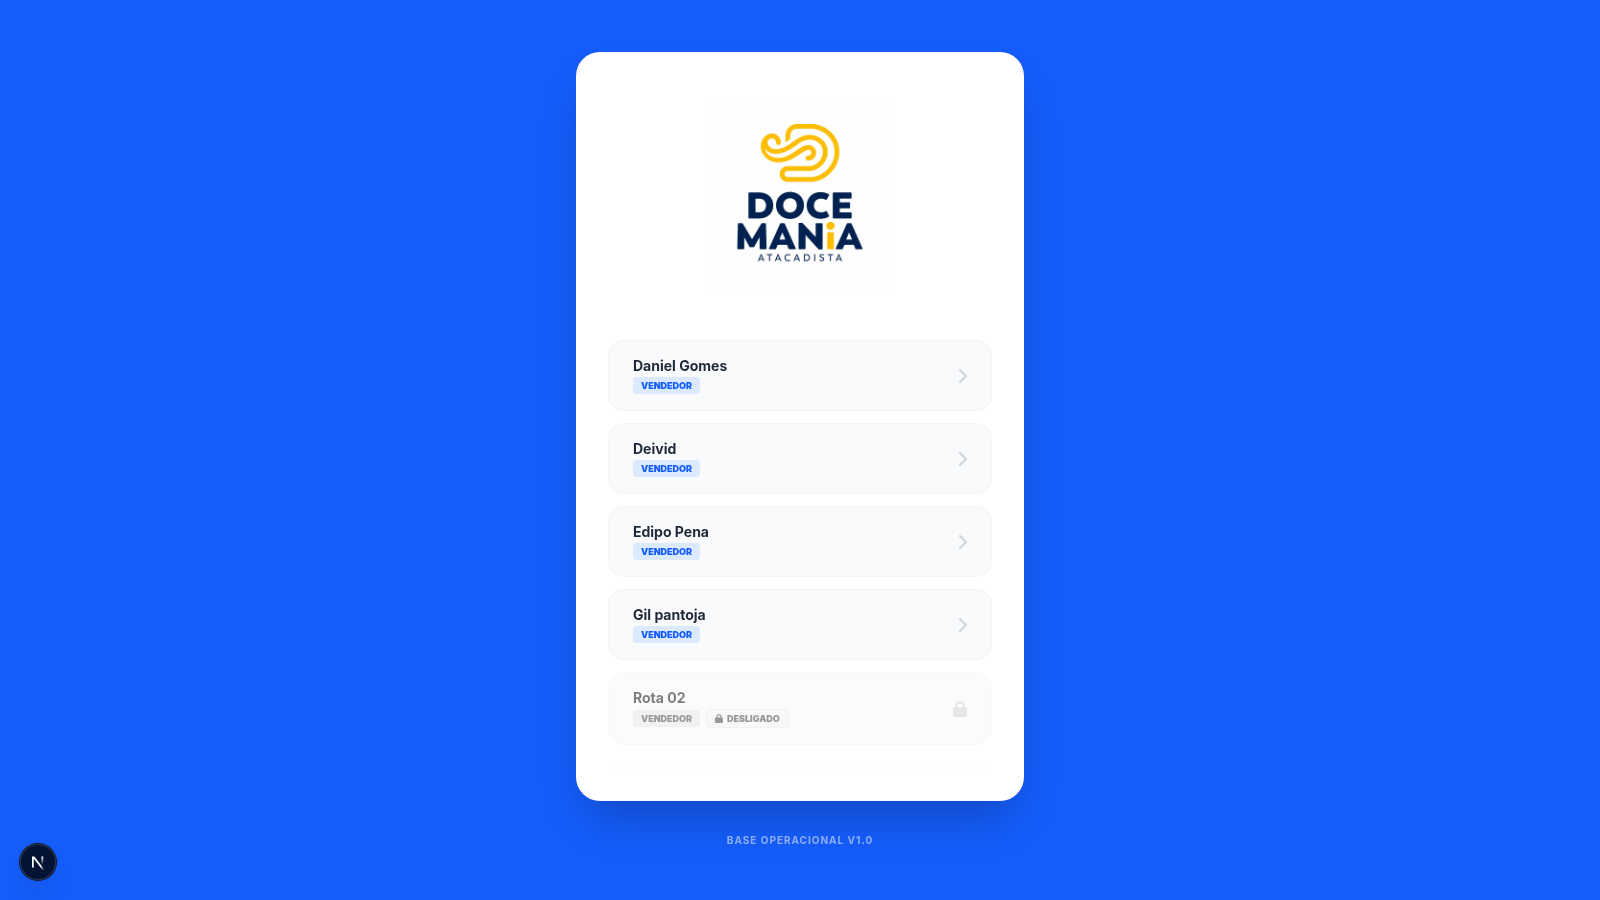 DOCE
MANiA
ATACADISTA
Daniel Gomes
VENDEDOR
Deivid
VENDEDOR
Edipo Pena
VENDEDOR
Gil pantoja
VENDEDOR
Rota 02
VENDEDOR DESLIGADO
BASE OPERACIONAL V1.0
N